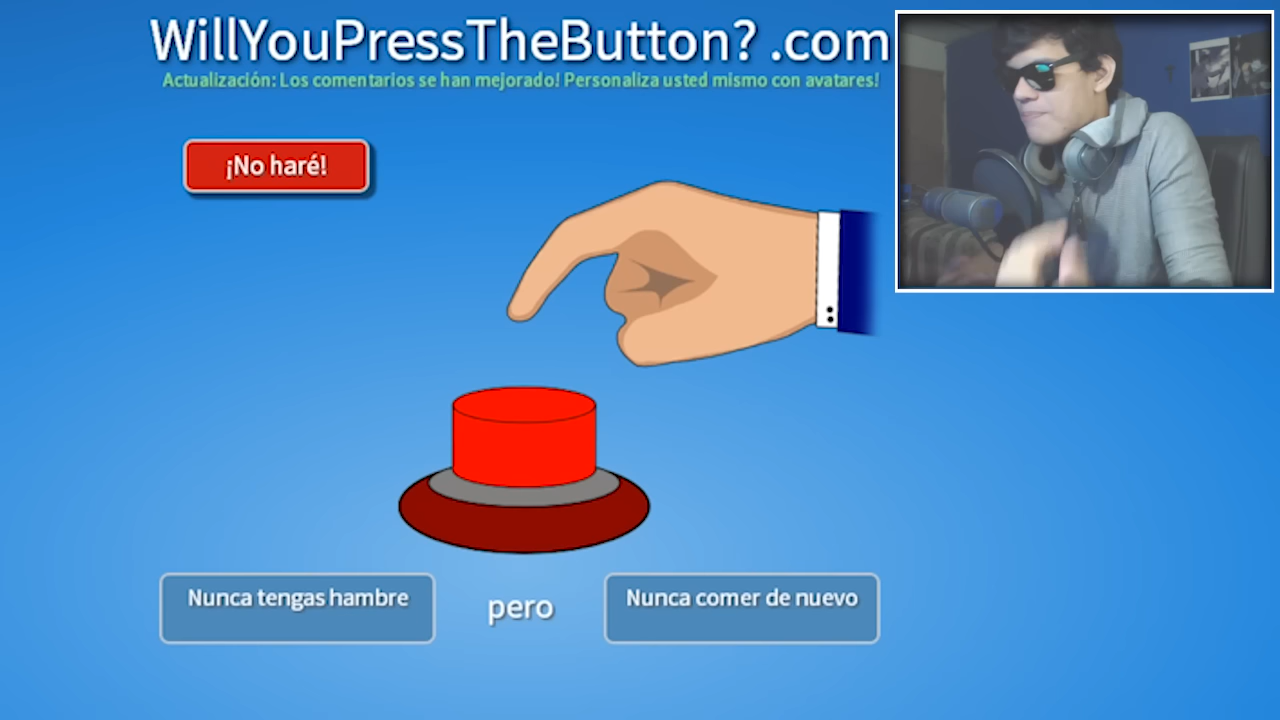 WillYouPressTheButton? .com
Actualización: Los comentarios se han mejorado! Personaliza usted mismo con avatares!
¡No haré!
Nunca tengas hambre
pero
Nunca comer de nuevo